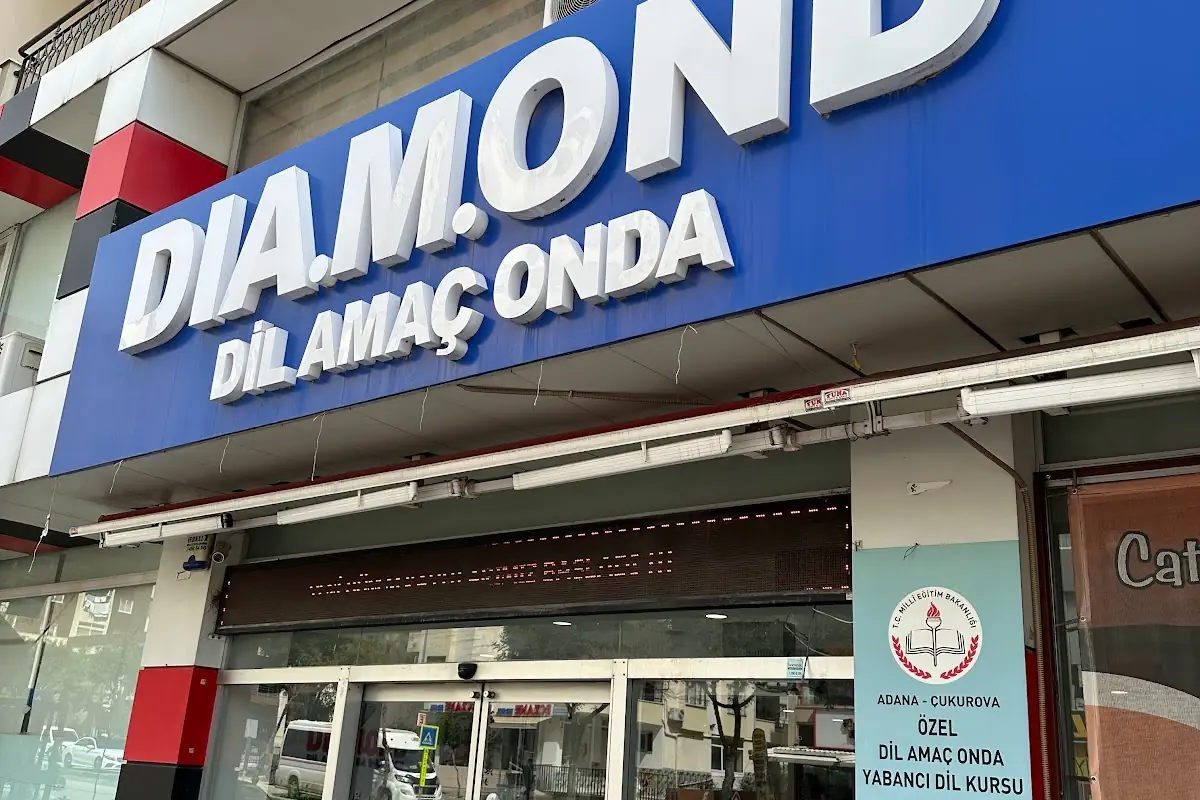 DIA.M.OND
DİL AMAÇ ONDA
FUNA
T.C. MİLLİ EĞİTİM BAKANLIĞI
ADANA - ÇUKUROVA
ÖZEL
DİL AMAÇ ONDA
YABANCI DİL KURSU